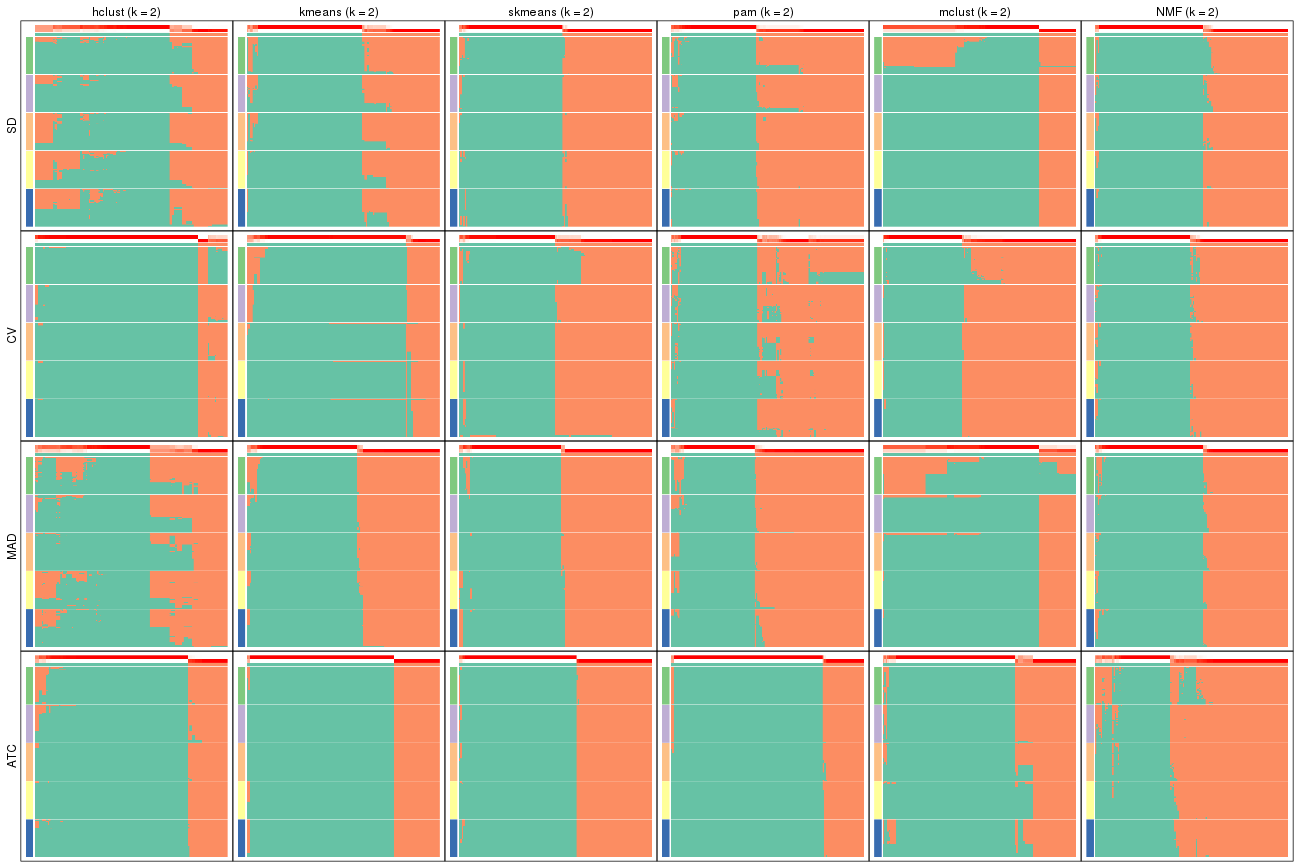 hclust (k = 2)
kmeans (k = 2)
skmeans (k = 2)
pam (k = 2)
mclust (k = 2)
NMF (k = 2)
SD
CV
MAD
ATC